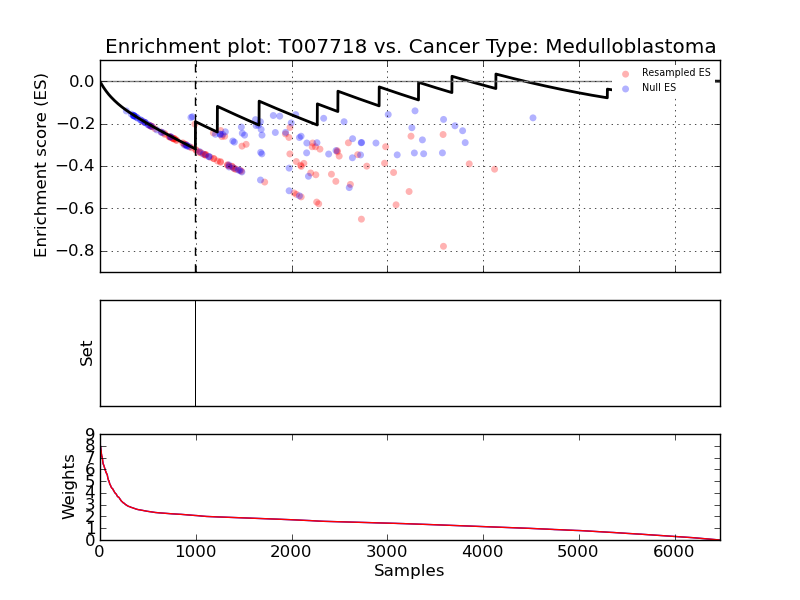 Enrichment plot: T007718 vs. Cancer Type: Medulloblastoma
Enrichment score (ES)
0.0
−0.2
−0.4
−0.6
−0.8
Resampled ES
Null ES
Set
Weights
9
8
7
6
5
4
3
2
1
0
0 1000 2000 3000 4000 5000 6000
Samples